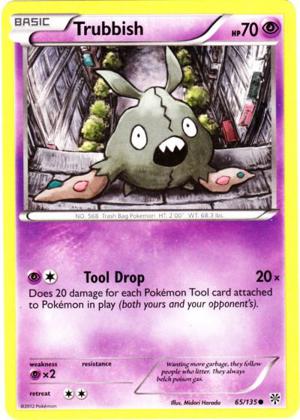 BASIC
Trubbish HP70
NO. 568 Trash Bag Pokémon HT: 2'00" WT: 68.3 lbs.
Tool Drop 20×
Does 20 damage for each Pokémon Tool card attached
to Pokémon in play (both yours and your opponent's).
weakness resistance
×2
retreat
Wanting more garbage, they follow
people who litter. They always
belch poison gas.
©2012 Pokémon Illus. Midori Harada 65/135